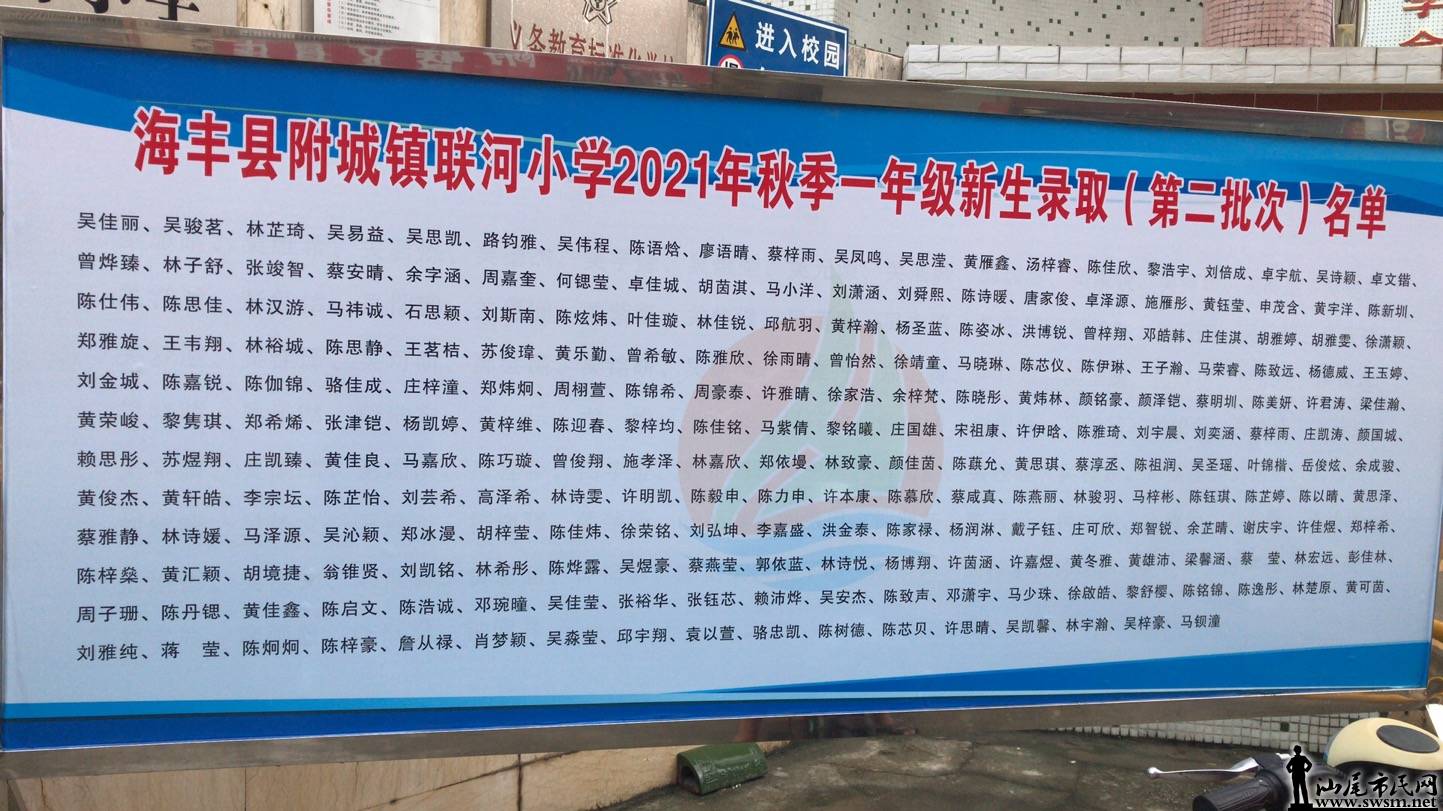 义务教育标准化学校
进入校园
海丰县附城镇联河小学2021年秋季一年级新生录取（第二批次）名单
吴佳丽、吴骏茗、林芷琦、吴易益、吴思凯、路钧雅、吴伟程、陈语焓、廖语晴、蔡梓雨、吴凤鸣、吴思滢、黄雁鑫、汤梓睿、陈佳欣、黎浩宇、刘倍成、卓宇航、吴诗颖、卓文锴、
曾烨臻、林子舒、张竣智、蔡安晴、余字涵、周嘉奎、何锶莹、卓佳城、胡茵淇、马小洋、刘潇涵、刘舜熙、陈诗暖、唐家俊、卓泽源、施雁彤、黄钰莹、申茂含、黄宇洋、陈新圳、
陈仕伟、陈思佳、林汉游、马祎诚、石思颖、刘斯南、陈炫炜、叶佳璇、林佳锐、邱航羽、黄梓瀚、杨圣蓝、陈姿冰、洪博锐、曾梓翔、邓皓韩、庄佳淇、胡雅婷、胡雅雯、徐潇颖、
郑雅旋、王韦翔、林裕城、陈思静、王茗桔、苏俊瑋、黄乐勤、曾希敏、陈雅欣、徐雨晴、曾怡然、徐靖童、马晓琳、陈芯仪、陈伊琳、王子瀚、马荣睿、陈致远、杨德威、王玉婷、
刘金城、陈嘉锐、陈伽锦、骆佳成、庄梓潼、郑炜炯、周栩萱、陈锦希、周豪泰、许雅晴、徐家浩、余梓梵、陈晓彤、黄炜林、颜铭豪、颜泽铠、蔡明圳、陈美妍、许君涛、梁佳瀚、
黄荣峻、黎隽琪、郑希烯、张津铠、杨凯婷、黄梓维、陈迎春、黎梓均、陈佳铭、马紫倩、黎铭曦、庄国雄、宋祖康、许伊晗、陈雅琦、刘宇晨、刘奕涵、蔡梓雨、庄凯涛、颜国城、
赖思彤、苏煜翔、庄凯臻、黄佳良、马嘉欣、陈巧璇、曾俊翔、施孝泽、林嘉欣、郑依墁、林致豪、颜佳茵、陈蕻允、黄思琪、蔡淳丞、陈祖润、吴圣瑶、叶锦楷、岳俊炫、余成骏、
黄俊杰、黄轩皓、李宗坛、陈芷怡、刘芸希、高泽希、林诗雯、许明凯、陈毅申、陈力申、许本康、陈慕欣、蔡咸真、陈燕丽、林骏羽、马梓彬、陈钰琪、陈芷婷、陈以晴、黄思泽、
蔡雅静、林诗媛、马泽源、吴沁颖、郑冰漫、胡梓莹、陈佳炜、徐荣铭、刘弘坤、李嘉盛、洪金泰、陈家禄、杨润淋、戴子钰、庄可欣、郑智锐、余芷晴、谢庆宇、许佳煜、郑梓希、
陈梓燊、黄汇颖、胡境捷、翁锥贤、刘凯铭、林希彤、陈烨露、吴煜豪、蔡燕莹、郭依蓝、林诗悦、杨博翔、许茵涵、许嘉煜、黄冬雅、黄雄沛、梁馨涵、蔡　莹、林宏远、彭佳林、
周子珊、陈丹锶、黄佳鑫、陈启文、陈浩诚、邓琬瞳、吴佳莹、张裕华、张钰芯、赖沛烨、吴安杰、陈致声、邓潇宇、马少珠、徐啟皓、黎舒樱、陈铭锦、陈逸彤、林楚原、黄可茵、
刘雅纯、蒋　莹、陈炯炯、陈梓豪、詹从禄、肖梦颖、吴淼莹、邱宇翔、袁以萱、骆忠凯、陈树德、陈芯贝、许思晴、吴凯馨、林宇瀚、吴梓豪、马钡潼
汕尾市民网
www.swsm.net